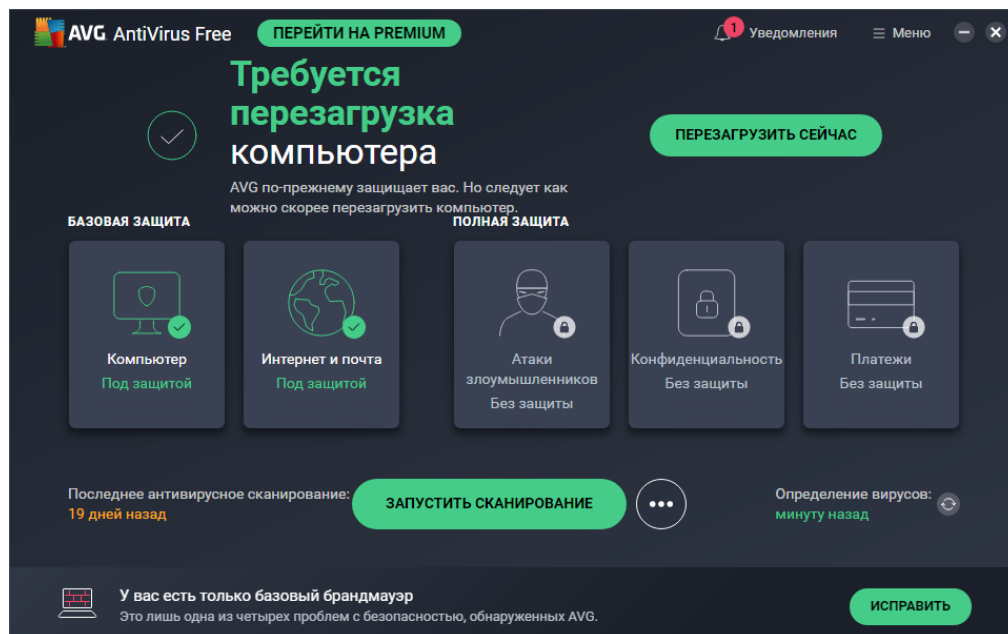 AVG AntiVirus Free
ПЕРЕЙТИ НА PREMIUM
1
Уведомления
Меню
Требуется
перезагрузка
компьютера
ПЕРЕЗАГРУЗИТЬ СЕЙЧАС
AVG по-прежнему защищает вас. Но следует как
можно скорее перезагрузить компьютер.
БАЗОВАЯ ЗАЩИТА
ПОЛНАЯ ЗАЩИТА
Компьютер
Под защитой
Интернет и почта
Под защитой
Атаки
злоумышленников
Без защиты
Конфиденциальность
Без защиты
Платежи
Без защиты
Последнее антивирусное сканирование:
19 дней назад
ЗАПУСТИТЬ СКАНИРОВАНИЕ
Определение вирусов:
минуту назад
У вас есть только базовый брандмауэр
Это лишь одна из четырех проблем с безопасностью, обнаруженных AVG.
ИСПРАВИТЬ